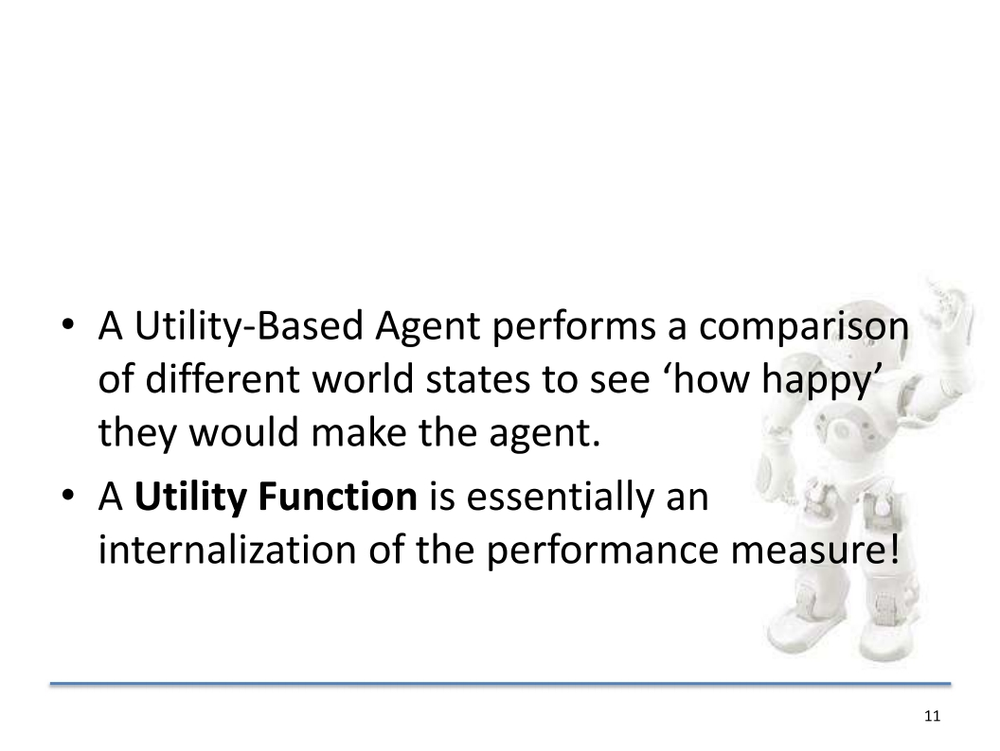 • A Utility-Based Agent performs a comparison
of different world states to see ‘how happy’
they would make the agent.
• A Utility Function is essentially an
internalization of the performance measure!
11